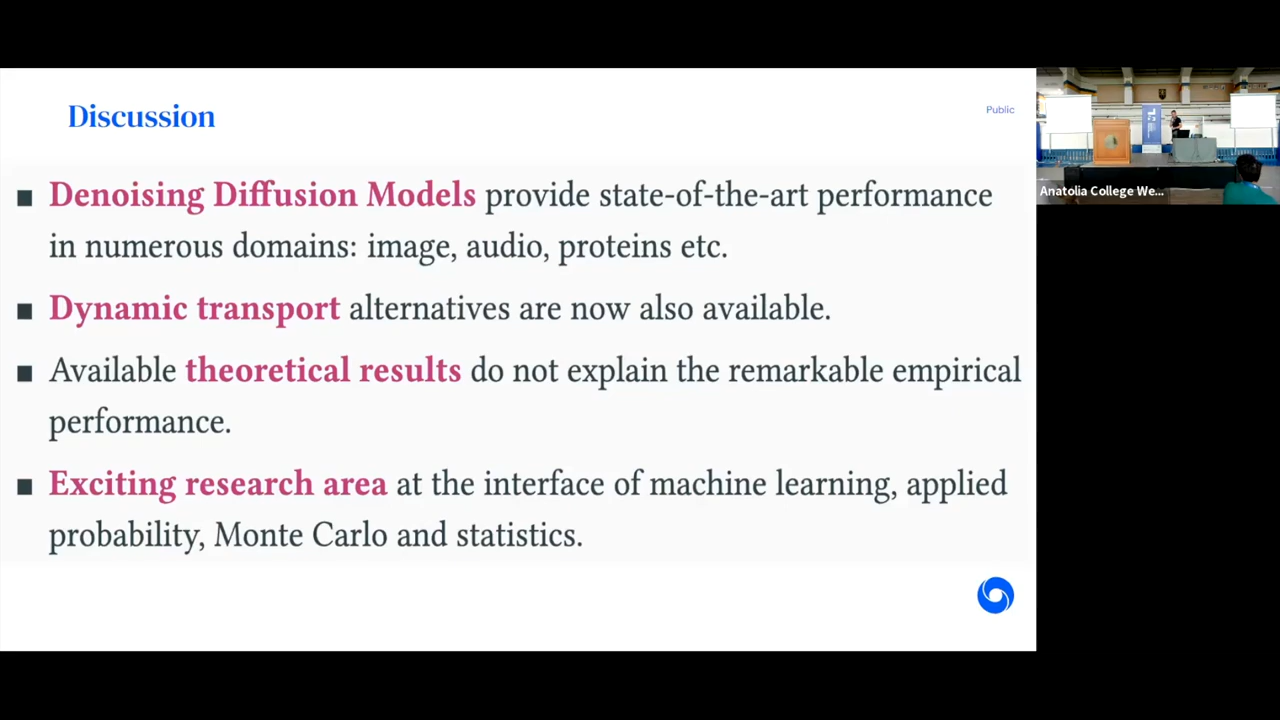 Discussion
Public
■ Denoising Diffusion Models provide state-of-the-art performance
in numerous domains: image, audio, proteins etc.
■ Dynamic transport alternatives are now also available.
■ Available theoretical results do not explain the remarkable empirical
performance.
■ Exciting research area at the interface of machine learning, applied
probability, Monte Carlo and statistics.
Anatolia College We...